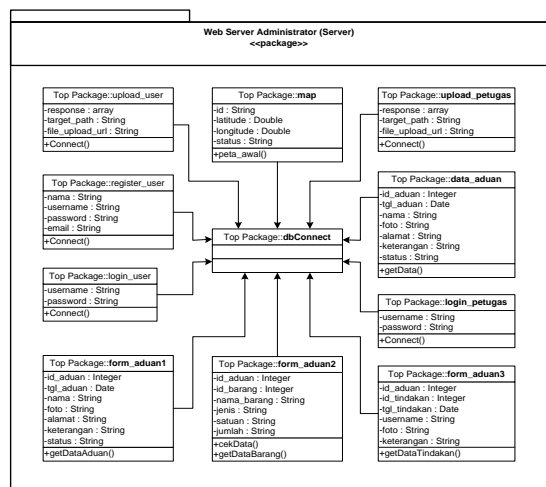 Web Server Administrator (Server)
<<package>>
Top Package::upload_user
-response : array
-target_path : String
-file_upload_url : String
+Connect()
Top Package::map
-id : String
-latitude : Double
-longitude : Double
-status : String
+peta_awal()
Top Package::upload_petugas
-response : array
-target_path : String
-file_upload_url : String
+Connect()
Top Package::register_user
-nama : String
-username : String
-password : String
-email : String
+Connect()
Top Package::data_aduan
-id_aduan : Integer
-tgl_aduan : Date
-nama : String
-foto : String
-alamat : String
-keterangan : String
-status : String
+getData()
Top Package::dbConnect
Top Package::login_user
-username : String
-password : String
+Connect()
Top Package::login_petugas
-username : String
-password : String
+Connect()
Top Package::form_aduan1
-id_aduan : Integer
-tgl_aduan : Date
-nama : String
-foto : String
-alamat : String
-keterangan : String
-status : String
+getDataAduan()
Top Package::form_aduan2
-id_aduan : Integer
-id_barang : Integer
-nama_barang : String
-jenis : String
-satuan : String
-jumlah : String
+cekData()
+getDataBarang()
Top Package::form_aduan3
-id_aduan : Integer
-id_tindakan : Integer
-tgl_tindakan : Date
-username : String
-foto : String
-keterangan : String
+getDataTindakan()